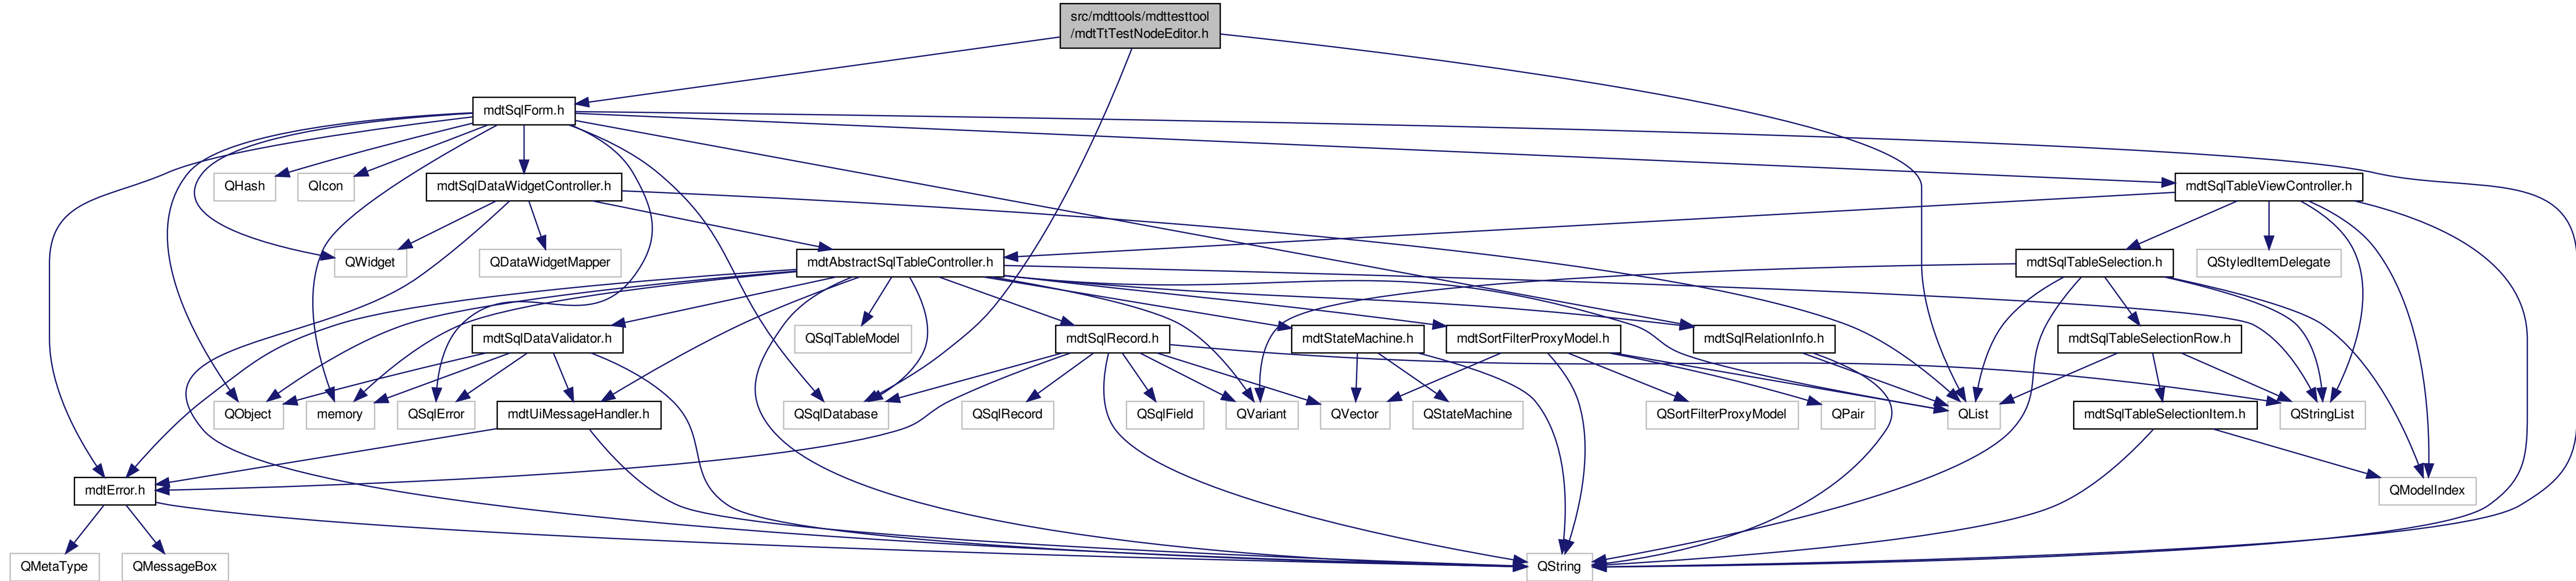 src/mdttools/mdttesttool
/mdtTtTestNodeEditor.h
mdtSqlForm.h
QHash
QIcon
mdtSqlDataWidgetController.h
mdtSqlTableViewController.h
QWidget
QDataWidgetMapper
mdtAbstractSqlTableController.h
mdtSqlTableSelection.h
QStyledItemDelegate
mdtSqlDataValidator.h
QSqlTableModel
mdtSqlRecord.h
mdtStateMachine.h
mdtSortFilterProxyModel.h
mdtSqlRelationInfo.h
mdtSqlTableSelectionRow.h
QObject
memory
QSqlError
mdtUiMessageHandler.h
QSqlDatabase
QSqlRecord
QSqlField
QVariant
QVector
QStateMachine
QSortFilterProxyModel
QPair
QList
mdtSqlTableSelectionItem.h
QStringList
mdtError.h
QModelIndex
QMetaType
QMessageBox
QString